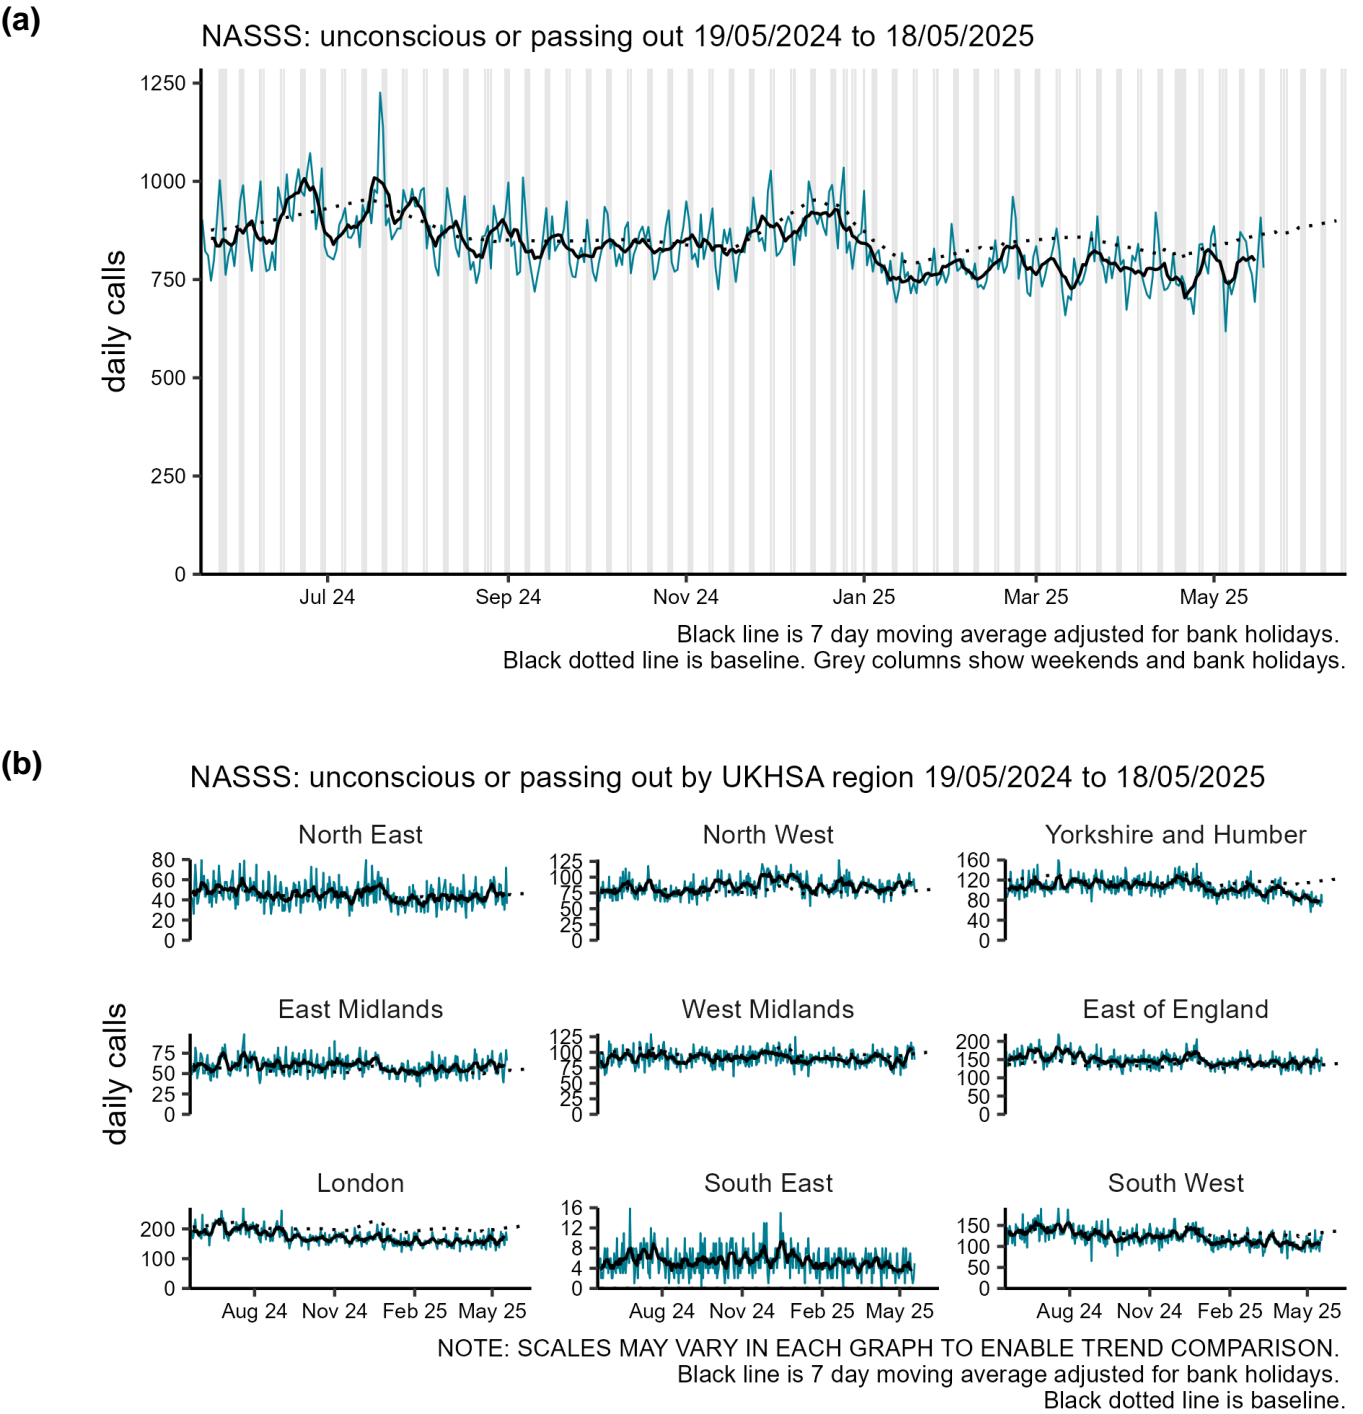 (a)
NASSS: unconscious or passing out 19/05/2024 to 18/05/2025
daily calls
1250
1000
750
500
250
0
Jul 24 Sep 24 Nov 24 Jan 25 Mar 25 May 25
Black line is 7 day moving average adjusted for bank holidays.
Black dotted line is baseline. Grey columns show weekends and bank holidays.
(b)
NASSS: unconscious or passing out by UKHSA region 19/05/2024 to 18/05/2025
daily calls
North East
80
60
40
20
0
North West
125
100
75
50
25
0
Yorkshire and Humber
160
120
80
40
0
East Midlands
75
50
25
0
West Midlands
125
100
75
50
25
0
East of England
200
150
100
50
0
London
200
100
0
South East
16
12
8
4
0
South West
150
100
50
0
Aug 24 Nov 24 Feb 25 May 25 Aug 24 Nov 24 Feb 25 May 25 Aug 24 Nov 24 Feb 25 May 25
NOTE: SCALES MAY VARY IN EACH GRAPH TO ENABLE TREND COMPARISON.
Black line is 7 day moving average adjusted for bank holidays.
Black dotted line is baseline.